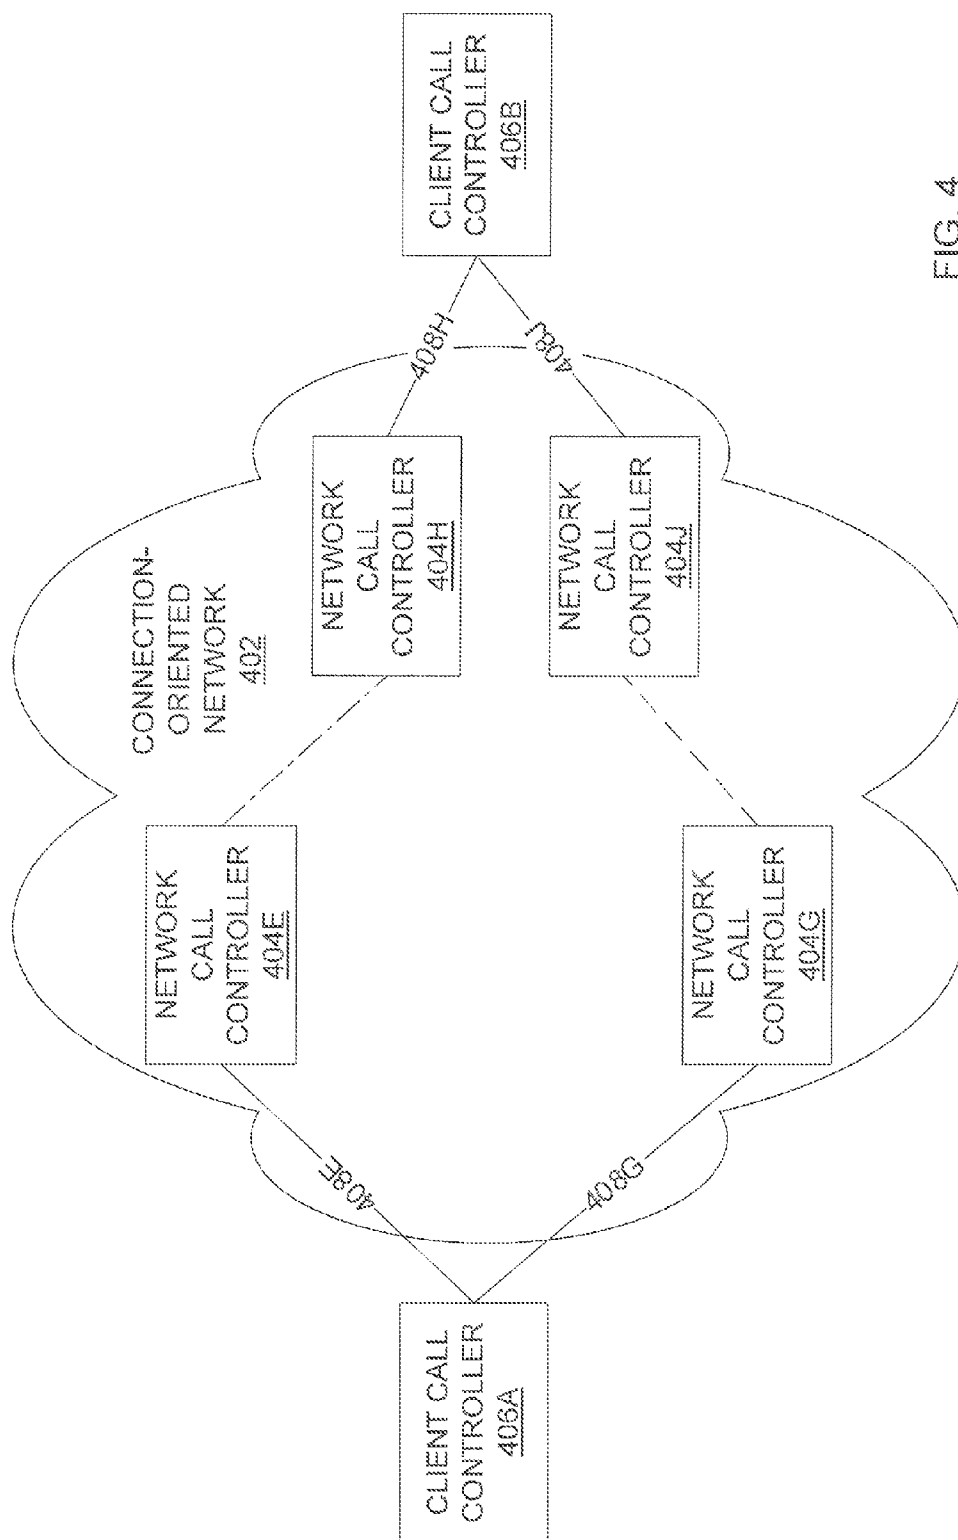 CONNECTION-
ORIENTED
NETWORK
402
NETWORK
CALL
CONTROLLER
404E
NETWORK
CALL
CONTROLLER
404H
408E
408H
CLIENT CALL
CONTROLLER
406A
CLIENT CALL
CONTROLLER
406B
408G
408J
NETWORK
CALL
CONTROLLER
404G
NETWORK
CALL
CONTROLLER
404J
FIG. 4